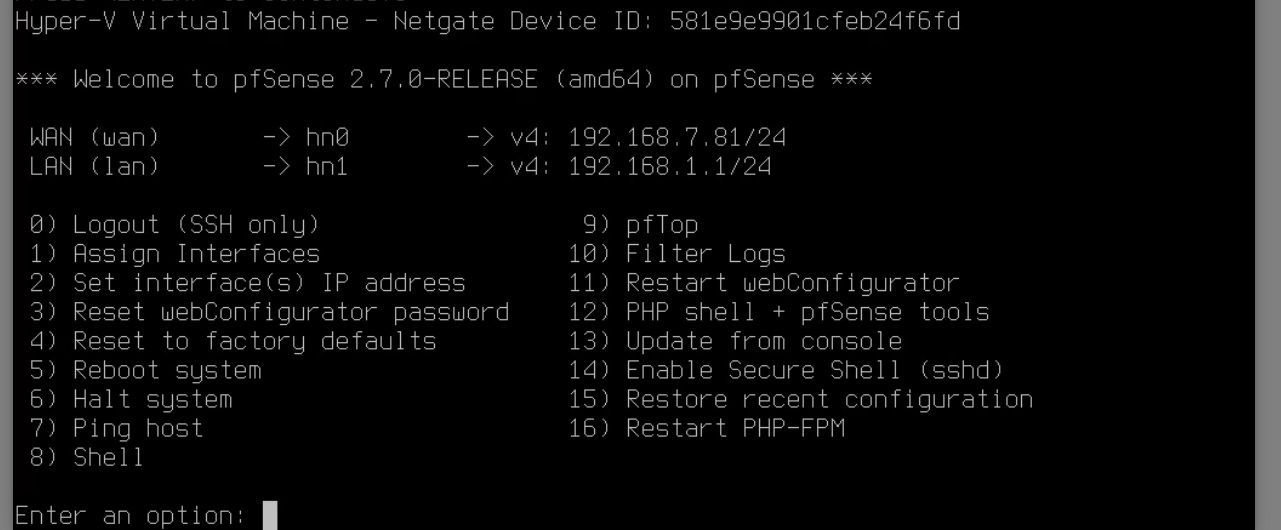 Hyper-V Virtual Machine - Netgate Device ID: 581e9e9901cfeb24f6fd
*** Welcome to pfSense 2.7.0-RELEASE (amd64) on pfSense ***
WAN (wan) -> hn0 -> v4: 192.168.7.81/24
LAN (lan) -> hn1 -> v4: 192.168.1.1/24
0) Logout (SSH only) 9) pfTop
1) Assign Interfaces 10) Filter Logs
2) Set interface(s) IP address 11) Restart webConfigurator
3) Reset webConfigurator password 12) PHP shell + pfSense tools
4) Reset to factory defaults 13) Update from console
5) Reboot system 14) Enable Secure Shell (sshd)
6) Halt system 15) Restore recent configuration
7) Ping host 16) Restart PHP-FPM
8) Shell
Enter an option: